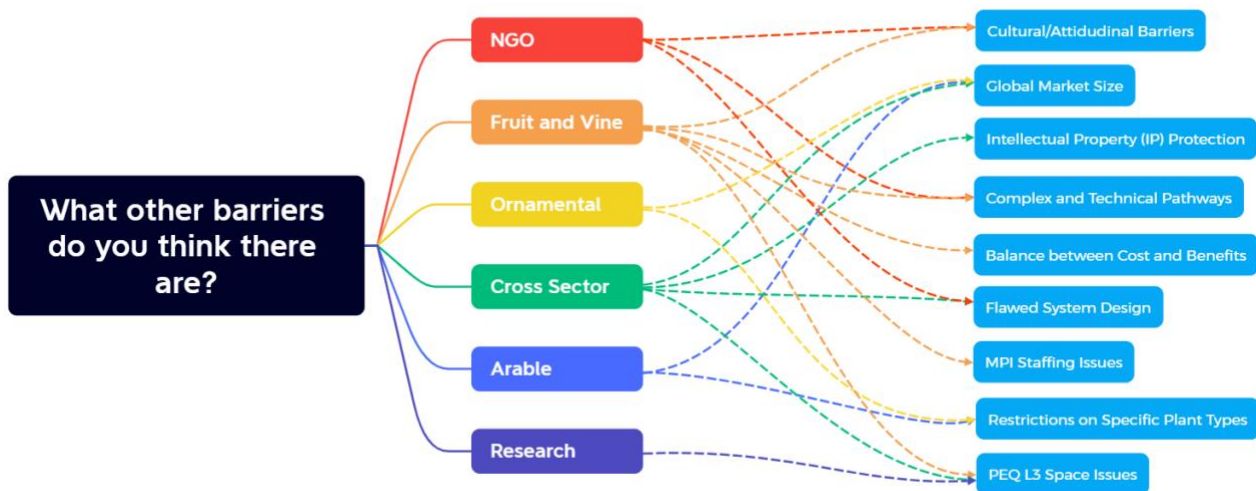 What other barriers
do you think there
are?
NGO
Fruit and Vine
Ornamental
Cross Sector
Arable
Research
Cultural/Attidudinal Barriers
Global Market Size
Intellectual Property (IP) Protection
Complex and Technical Pathways
Balance between Cost and Benefits
Flawed System Design
MPI Staffing Issues
Restrictions on Specific Plant Types
PEQ L3 Space Issues